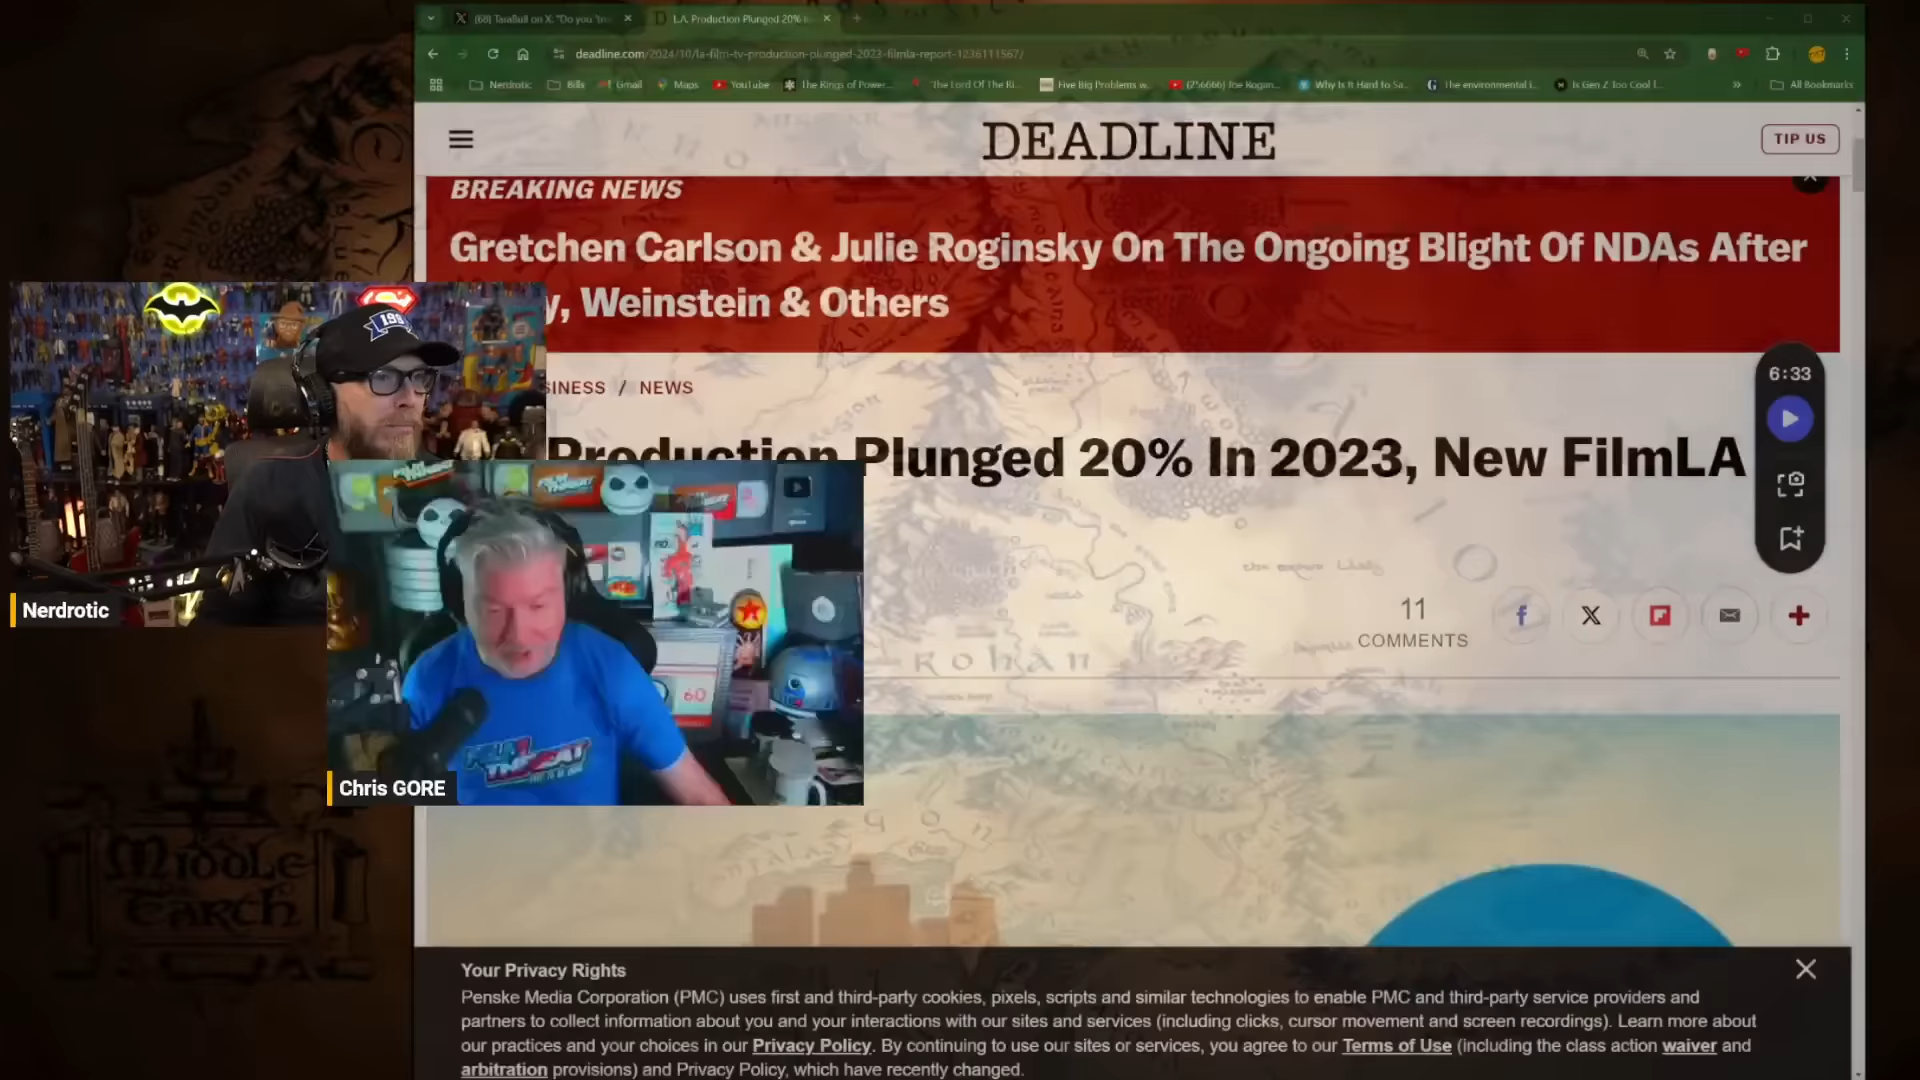 (68) TaraBull on X: "Do you 'tru
L.A. Production Plunged 20% I
deadline.com/2024/10/la-film-tv-production-plunged-2023-filmla-report-1236111567/
Nerdrotic
Bills
Gmail
Maps
YouTube
The Rings of Power...
The Lord Of The Ri...
Five Big Problems w...
Joe Rogan...
Why Is It Hard to Sa...
The environmental i...
Is Gen Z Too Cool t...
All Bookmarks
DEADLINE
TIP US
BREAKING NEWS
Gretchen Carlson & Julie Roginsky On The Ongoing Blight Of NDAs After
y, Weinstein & Others
SINESS / NEWS
Production Plunged 20% In 2023, New FilmLA
6:33
11
COMMENTS
Nerdrotic
FILM THREAT
60
FILM THREAT
Chris GORE
Rohan
MIDDLE
EARTH
Your Privacy Rights
Penske Media Corporation (PMC) uses first and third-party cookies, pixels, scripts and similar technologies to enable PMC and third-party service providers and
partners to collect information about you and your interactions with our sites and services (including clicks, cursor movement and screen recordings). Learn more about
our practices and your choices in our Privacy Policy. By continuing to use our sites or services, you agree to our Terms of Use (including the class action waiver and
arbitration provisions) and Privacy Policy, which have recently changed.